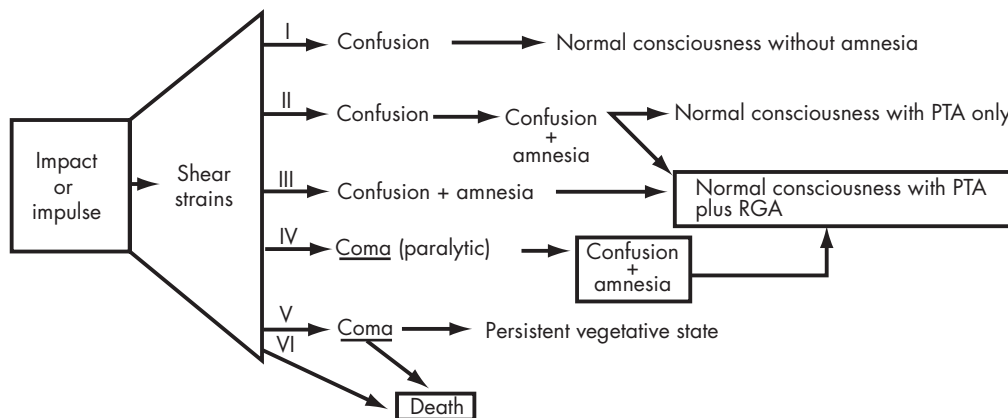 I
Confusion
Normal consciousness without amnesia
II
Confusion
Confusion
+
amnesia
Normal consciousness with PTA only
Impact
or
impulse
Shear
strains
III
Confusion + amnesia
Normal consciousness with PTA
plus RGA
IV
Coma (paralytic)
Confusion
+
amnesia
V
Coma
Persistent vegetative state
VI
Death